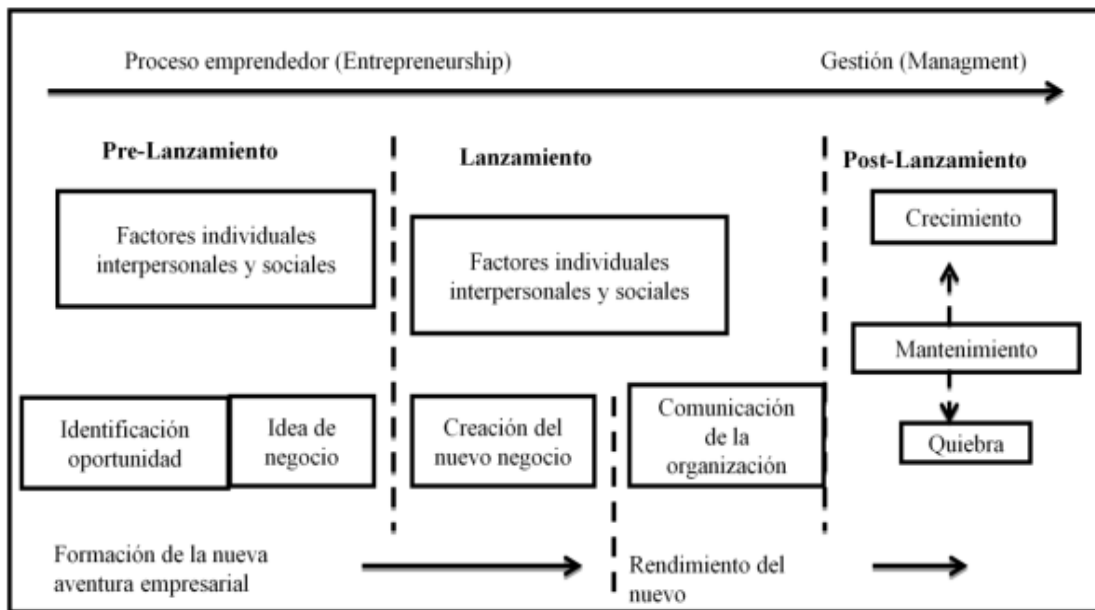 Proceso emprendedor (Entrepreneurship)
Gestión (Managment)
Pre-Lanzamiento
Lanzamiento
Post-Lanzamiento
Factores individuales
interpersonales y sociales
Factores individuales
interpersonales y sociales
Crecimiento
Mantenimiento
Quiebra
Identificación
oportunidad
Idea de
negocio
Creación del
nuevo negocio
Comunicación
de la
organización
Formación de la nueva
aventura empresarial
Rendimiento del
nuevo